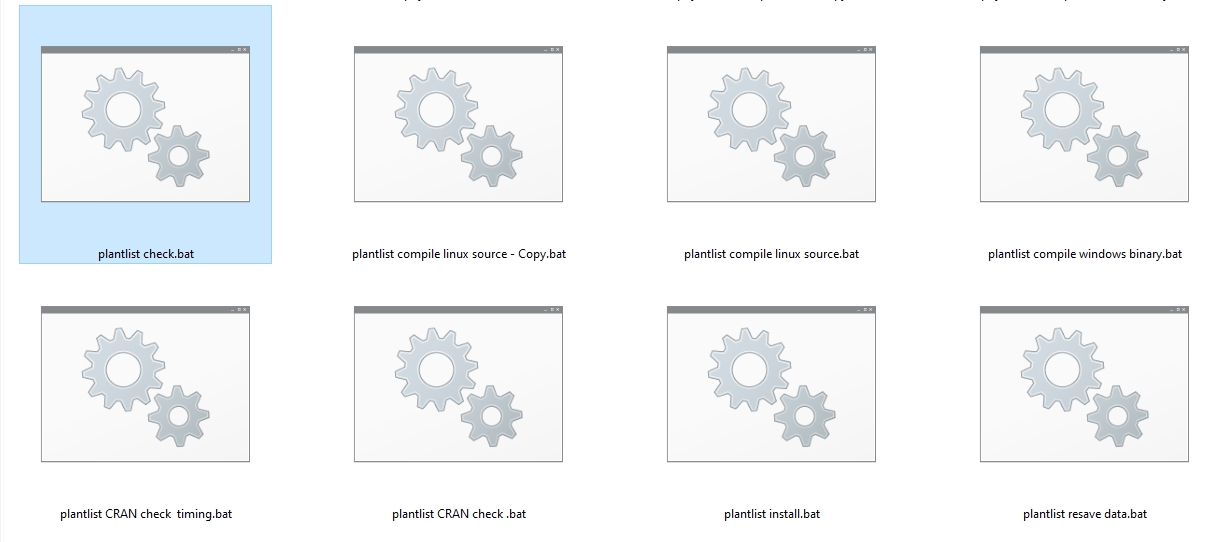 plantlist check.bat
plantlist compile linux source - Copy.bat
plantlist compile linux source.bat
plantlist compile windows binary.bat
plantlist CRAN check  timing.bat
plantlist CRAN check .bat
plantlist install.bat
plantlist resave data.bat